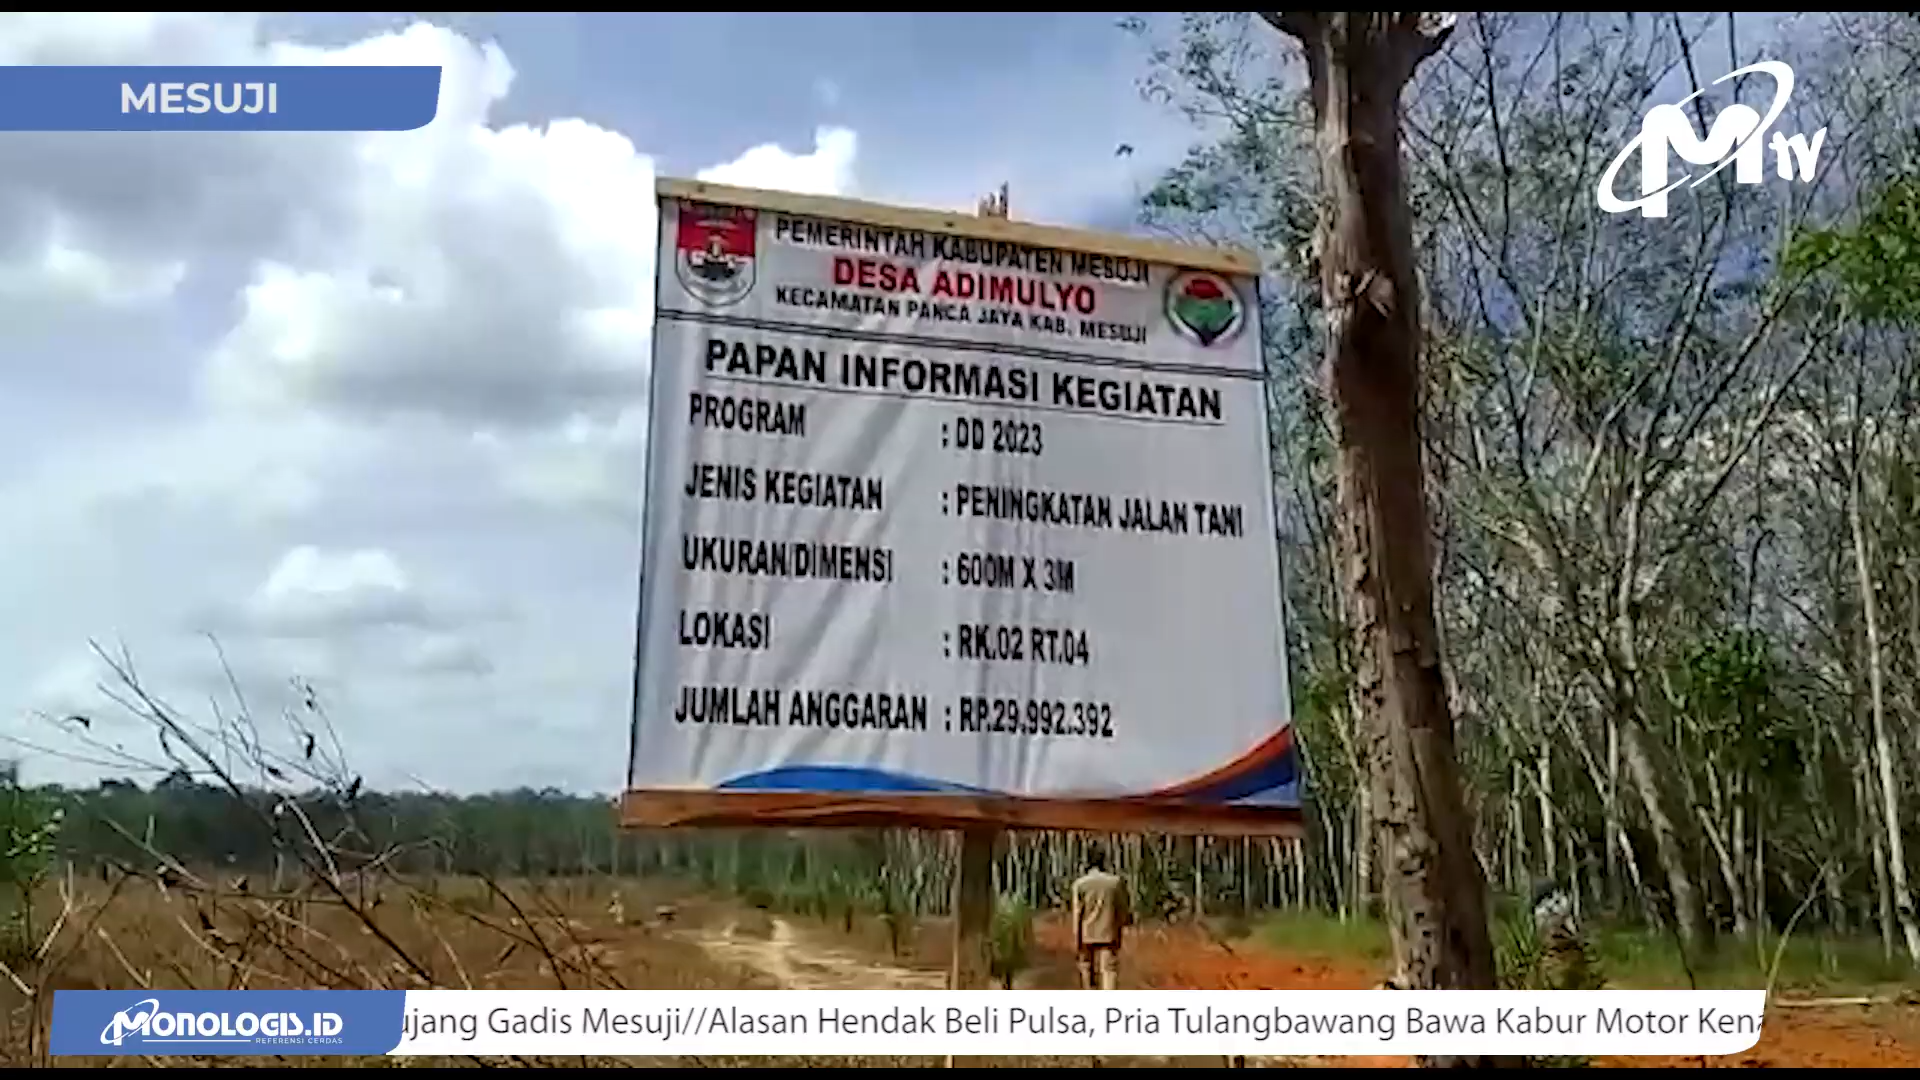 MESUJI
M tv
PEMERINTAH KABUPATEN MESUJI
DESA ADIMULYO
KECAMATAN PANCA JAYA KAB. MESUJI
PAPAN INFORMASI KEGIATAN
PROGRAM : DD 2023
JENIS KEGIATAN : PENINGKATAN JALAN TANI
UKURAN/DIMENSI : 600M X 3M
LOKASI : RK.02 RT.04
JUMLAH ANGGARAN : RP.29.992.392
MONOLOGIS.ID
REFERENSI CERDAS
ujang Gadis Mesuji//Alasan Hendak Beli Pulsa, Pria Tulangbawang Bawa Kabur Motor Kena